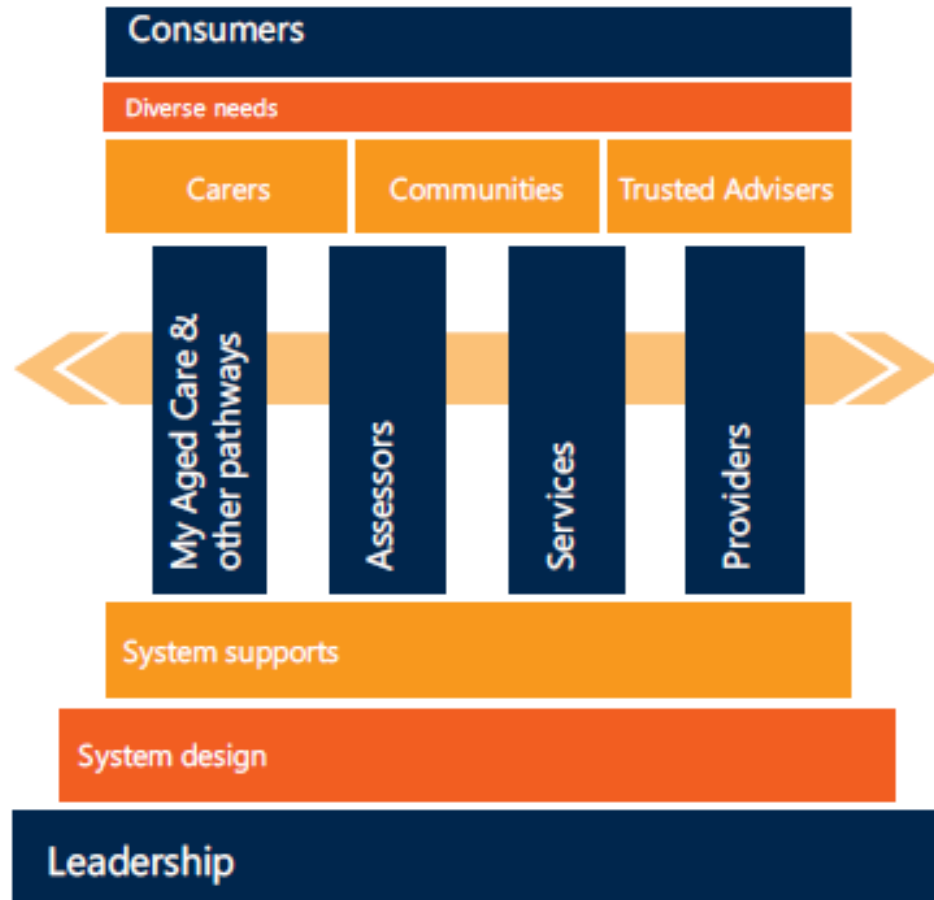 Consumers
Diverse needs
Carers
Communities
Trusted Advisers
My Aged Care &
other pathways
Assessors
Services
Providers
System supports
System design
Leadership